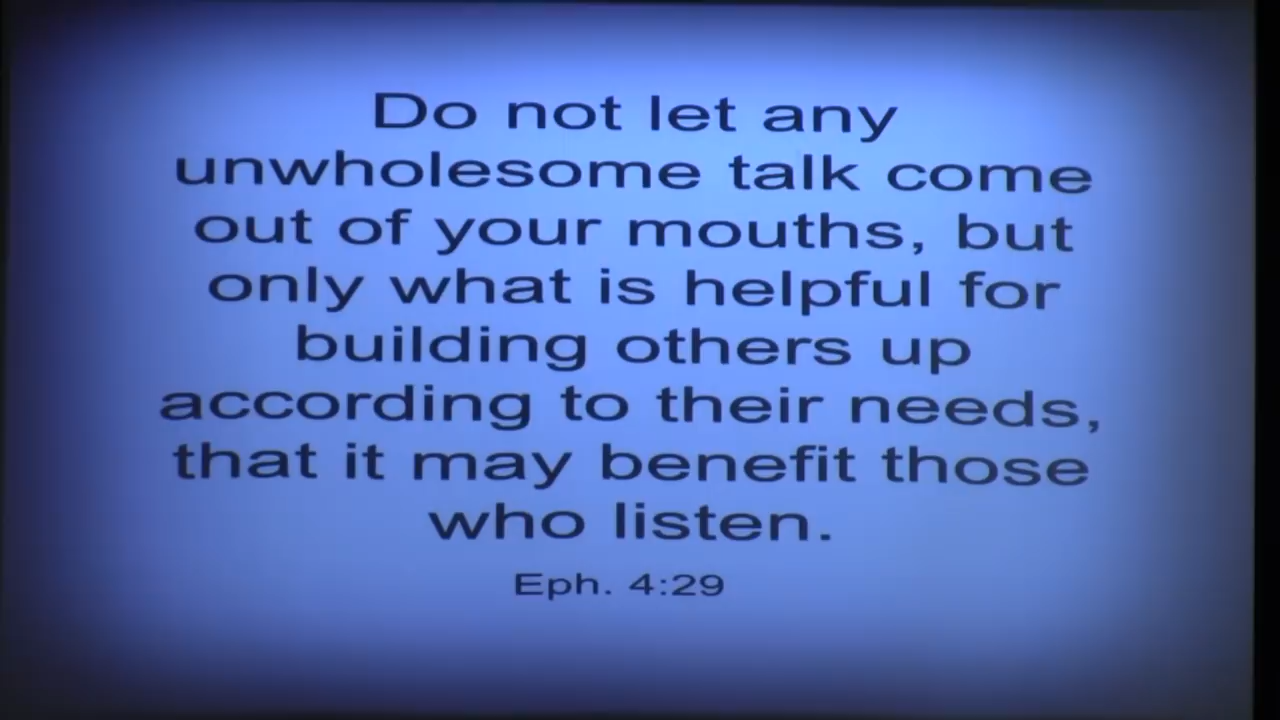 Do not let any
unwholesome talk come
out of your mouths, but
only what is helpful for
building others up
according to their needs,
that it may benefit those
who listen.
Eph. 4:29